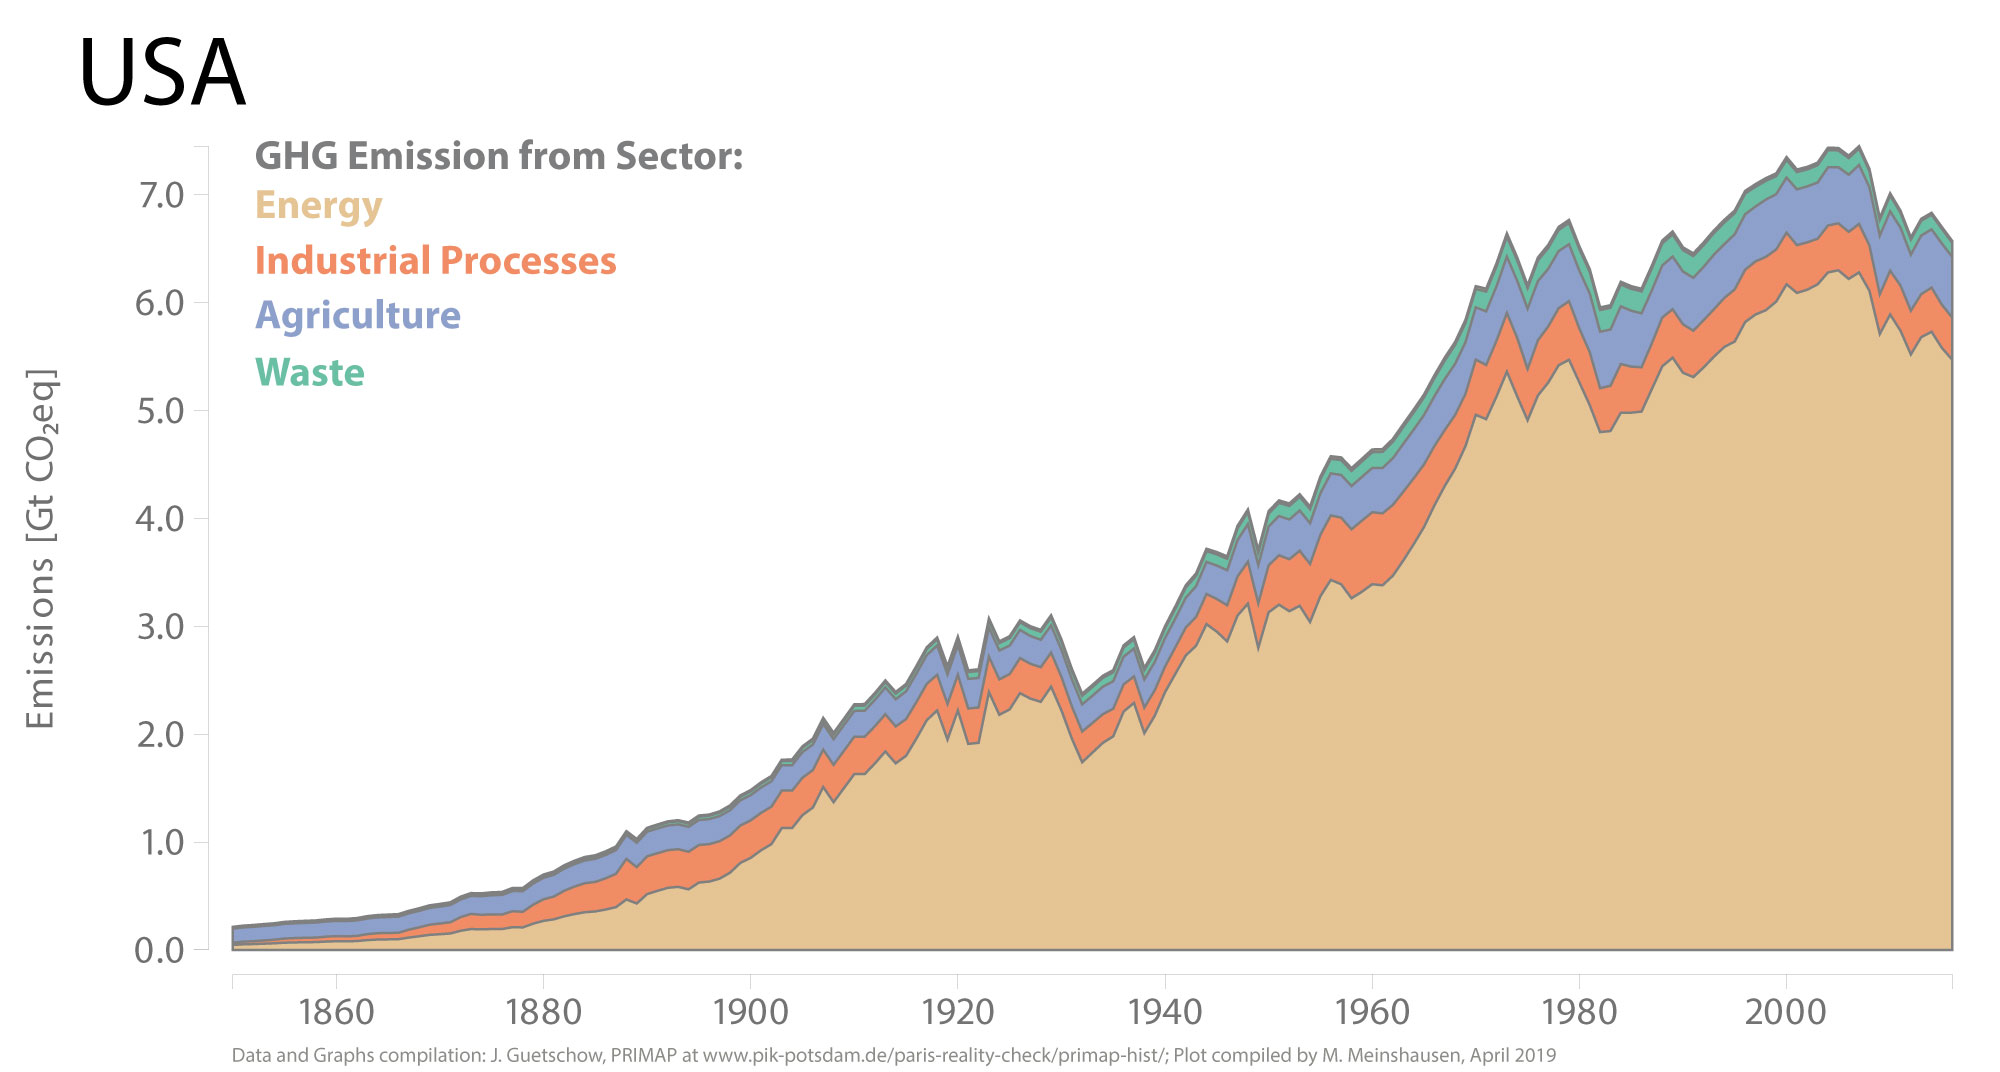 USA
GHG Emission from Sector:
Energy
Industrial Processes
Agriculture
Waste
Emissions [Gt CO₂eq]
7.0
6.0
5.0
4.0
3.0
2.0
1.0
0.0
1860 1880 1900 1920 1940 1960 1980 2000
Data and Graphs compilation: J. Guetschow, PRIMAP at www.pik-potsdam.de/paris-reality-check/primap-hist/; Plot compiled by M. Meinshausen, April 2019